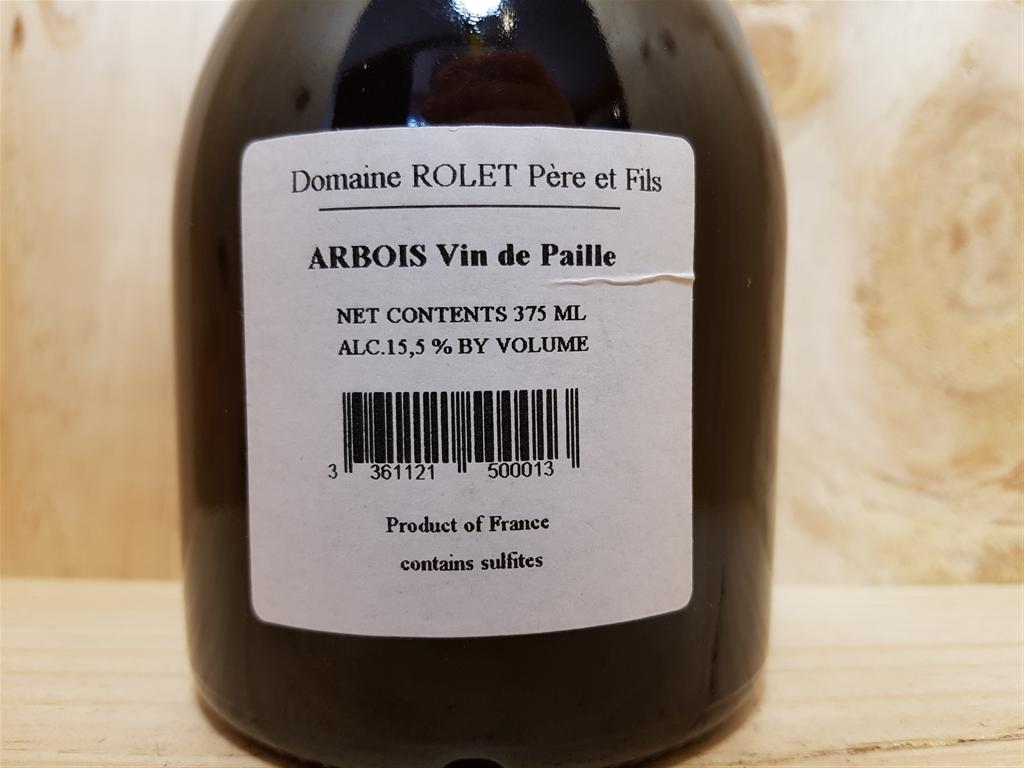 Domaine ROLET Père et Fils
ARBOIS Vin de Paille
NET CONTENTS 375 ML
ALC.15,5 % BY VOLUME
3 361121 500013
Product of France
contains sulfites